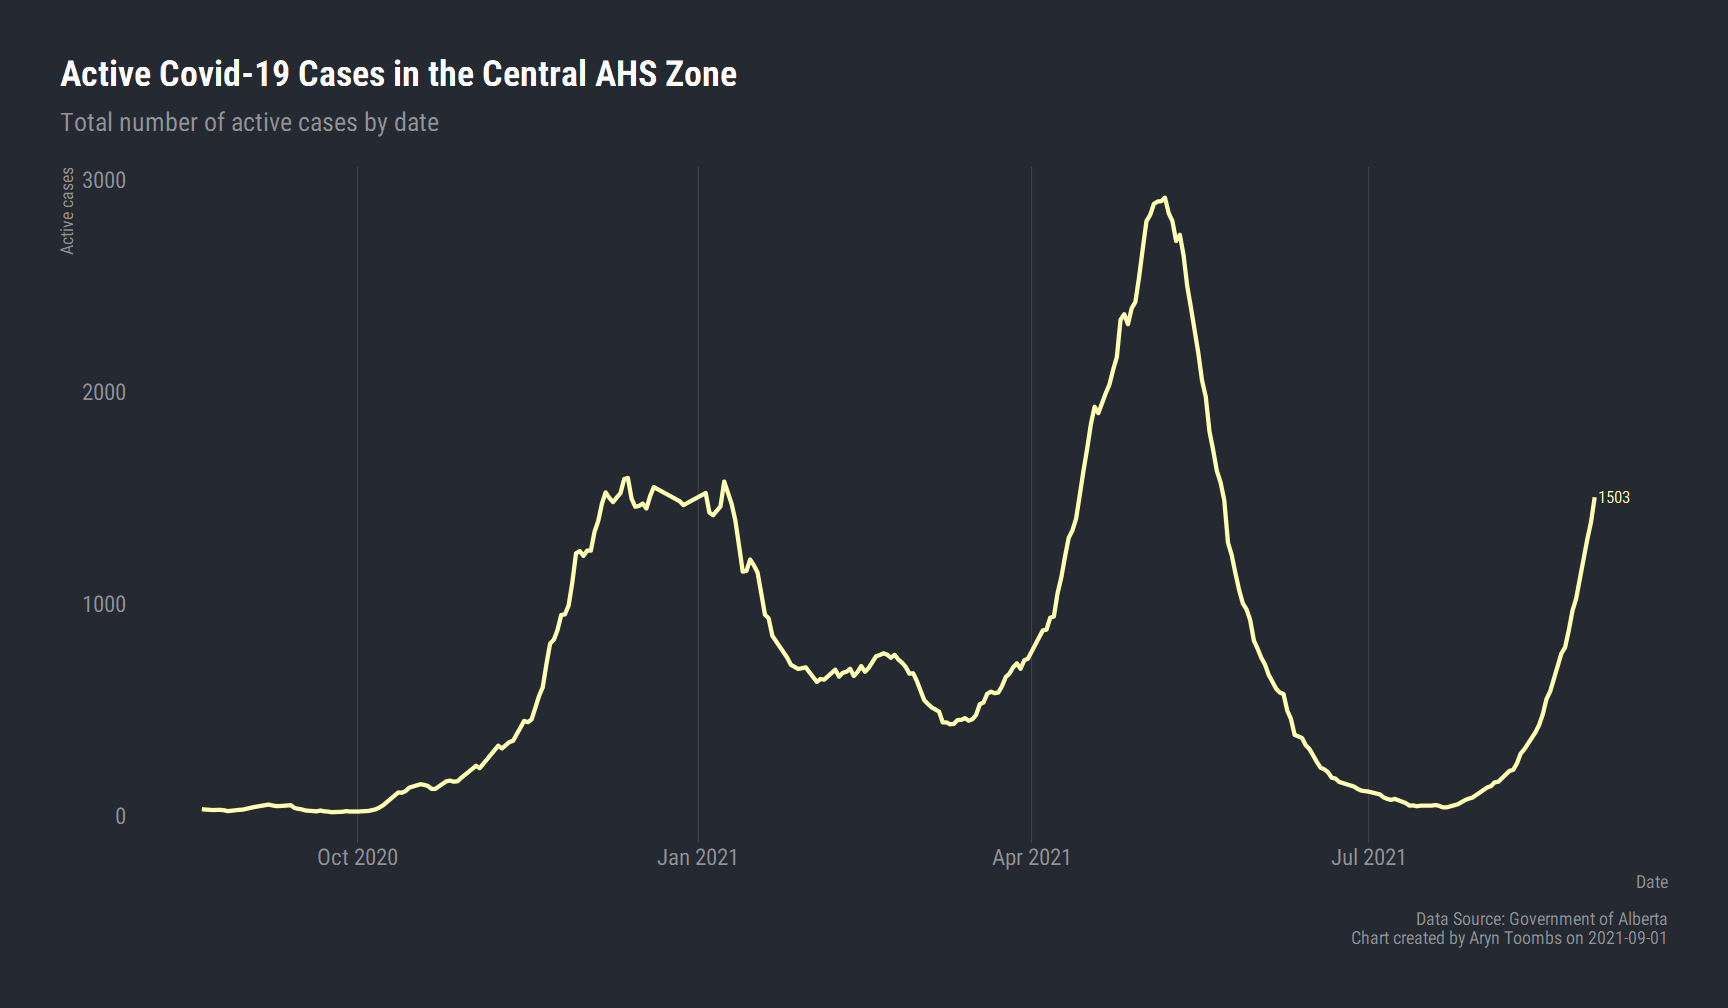 Active Covid-19 Cases in the Central AHS Zone
Total number of active cases by date
Active cases
3000
2000
1000
0
1503
Oct 2020
Jan 2021
Apr 2021
Jul 2021
Date
Data Source: Government of Alberta
Chart created by Aryn Toombs on 2021-09-01